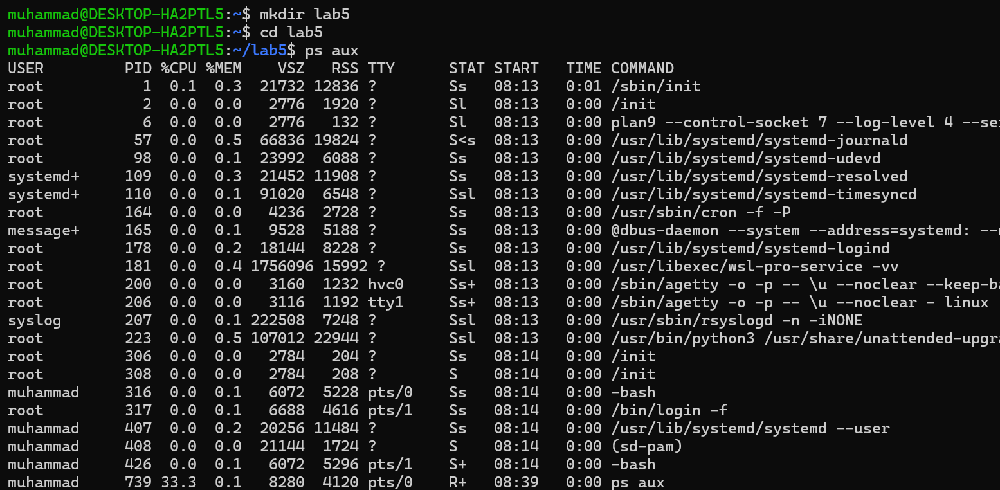 muhammad@DESKTOP-HA2PTL5:~$ mkdir lab5
muhammad@DESKTOP-HA2PTL5:~$ cd lab5
muhammad@DESKTOP-HA2PTL5:~/lab5$ ps aux
USER         PID %CPU %MEM    VSZ   RSS TTY      STAT START   TIME COMMAND
root           1  0.1  0.3  21732 12836 ?        Ss   08:13   0:01 /sbin/init
root           2  0.0  0.0   2776  1920 ?        Sl   08:13   0:00 /init
root           6  0.0  0.0   2776   132 ?        Sl   08:13   0:00 plan9 --control-socket 7 --log-level 4
root          57  0.0  0.5  66836 19824 ?        S<s  08:13   0:00 /usr/lib/systemd/systemd-journald
root          98  0.0  0.1  23992  6088 ?        Ss   08:13   0:00 /usr/lib/systemd/systemd-udevd
systemd+     109  0.0  0.3  21452 11908 ?        Ss   08:13   0:00 /usr/lib/systemd/systemd-resolved
systemd+     110  0.0  0.1  91020  6548 ?        Ssl  08:13   0:00 /usr/lib/systemd/systemd-timesyncd
root         164  0.0  0.0   4236  2728 ?        Ss   08:13   0:00 /usr/sbin/cron -f -P
message+     165  0.0  0.1   9528  5188 ?        Ss   08:13   0:00 @dbus-daemon --system --address=systemd:
root         178  0.0  0.2  18144  8228 ?        Ss   08:13   0:00 /usr/lib/systemd/systemd-logind
root         181  0.0  0.4 1756096 15992 ?       Ssl  08:13   0:00 /usr/libexec/wsl-pro-service -vv
root         200  0.0  0.0   3160  1232 hvc0     Ss+  08:13   0:00 /sbin/agetty -o -p -- \u --noclear --keep-ba
root         206  0.0  0.0   3116  1192 tty1     Ss+  08:13   0:00 /sbin/agetty -o -p -- \u --noclear - linux
syslog       207  0.0  0.1 222508  7248 ?        Ssl  08:13   0:00 /usr/sbin/rsyslogd -n -iNONE
root         223  0.0  0.5 107012 22944 ?        Ssl  08:13   0:00 /usr/bin/python3 /usr/share/unattended-upgra
root         306  0.0  0.0   2784   204 ?        Ss   08:14   0:00 /init
root         308  0.0  0.0   2784   208 ?        S    08:14   0:00 /init
muhammad     316  0.0  0.1   6072  5228 pts/0    Ss   08:14   0:00 -bash
root         317  0.0  0.1   6688  4616 pts/1    Ss   08:14   0:00 /bin/login -f
muhammad     407  0.0  0.2  20256 11484 ?        Ss   08:14   0:00 /usr/lib/systemd/systemd --user
muhammad     408  0.0  0.0  21144  1724 ?        S    08:14   0:00 (sd-pam)
muhammad     426  0.0  0.1   6072  5296 pts/1    S+   08:14   0:00 -bash
muhammad     739 33.3  0.1   8280  4120 pts/0    R+   08:39   0:00 ps aux